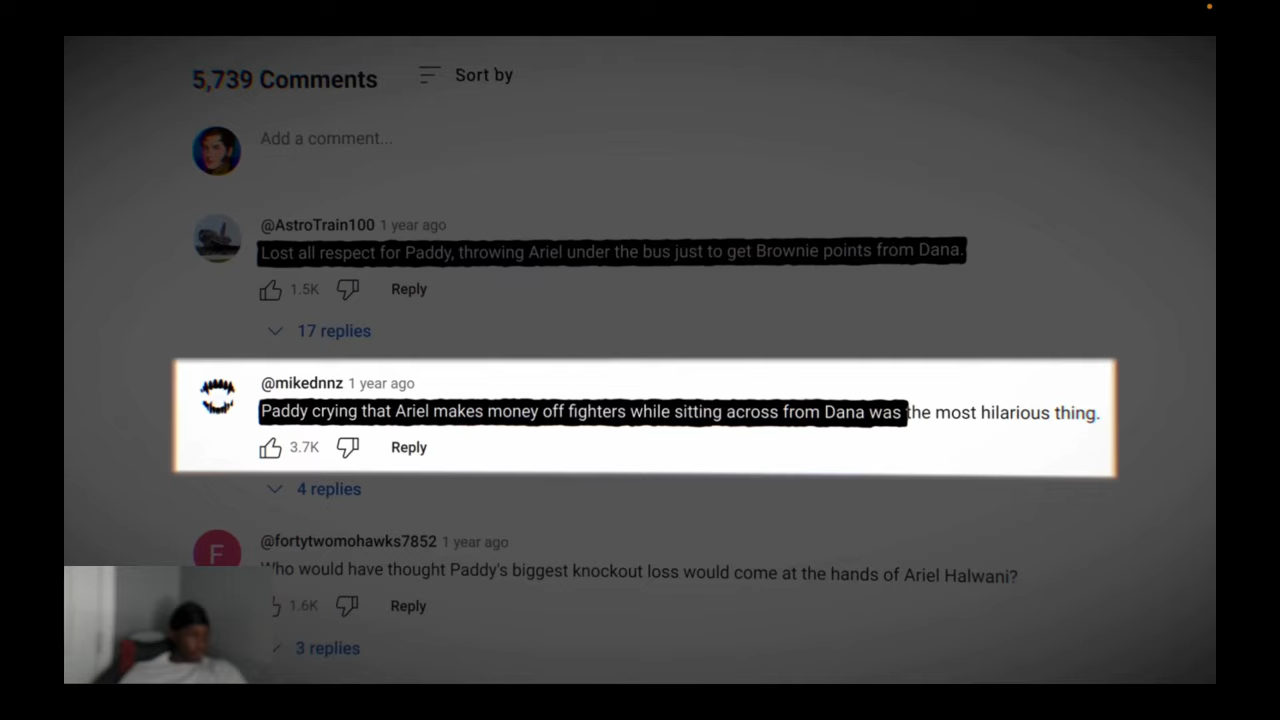 5,739 Comments
Sort by
Add a comment...
@AstroTrain100 1 year ago
Lost all respect for Paddy, throwing Ariel under the bus just to get Brownie points from Dana.
1.5K Reply
17 replies
@mikednnz 1 year ago
Paddy crying that Ariel makes money off fighters while sitting across from Dana was the most hilarious thing.
3.7K Reply
4 replies
F
@fortytwomohawks7852 1 year ago
Who would have thought Paddy's biggest knockout loss would come at the hands of Ariel Halwani?
1.6K Reply
3 replies